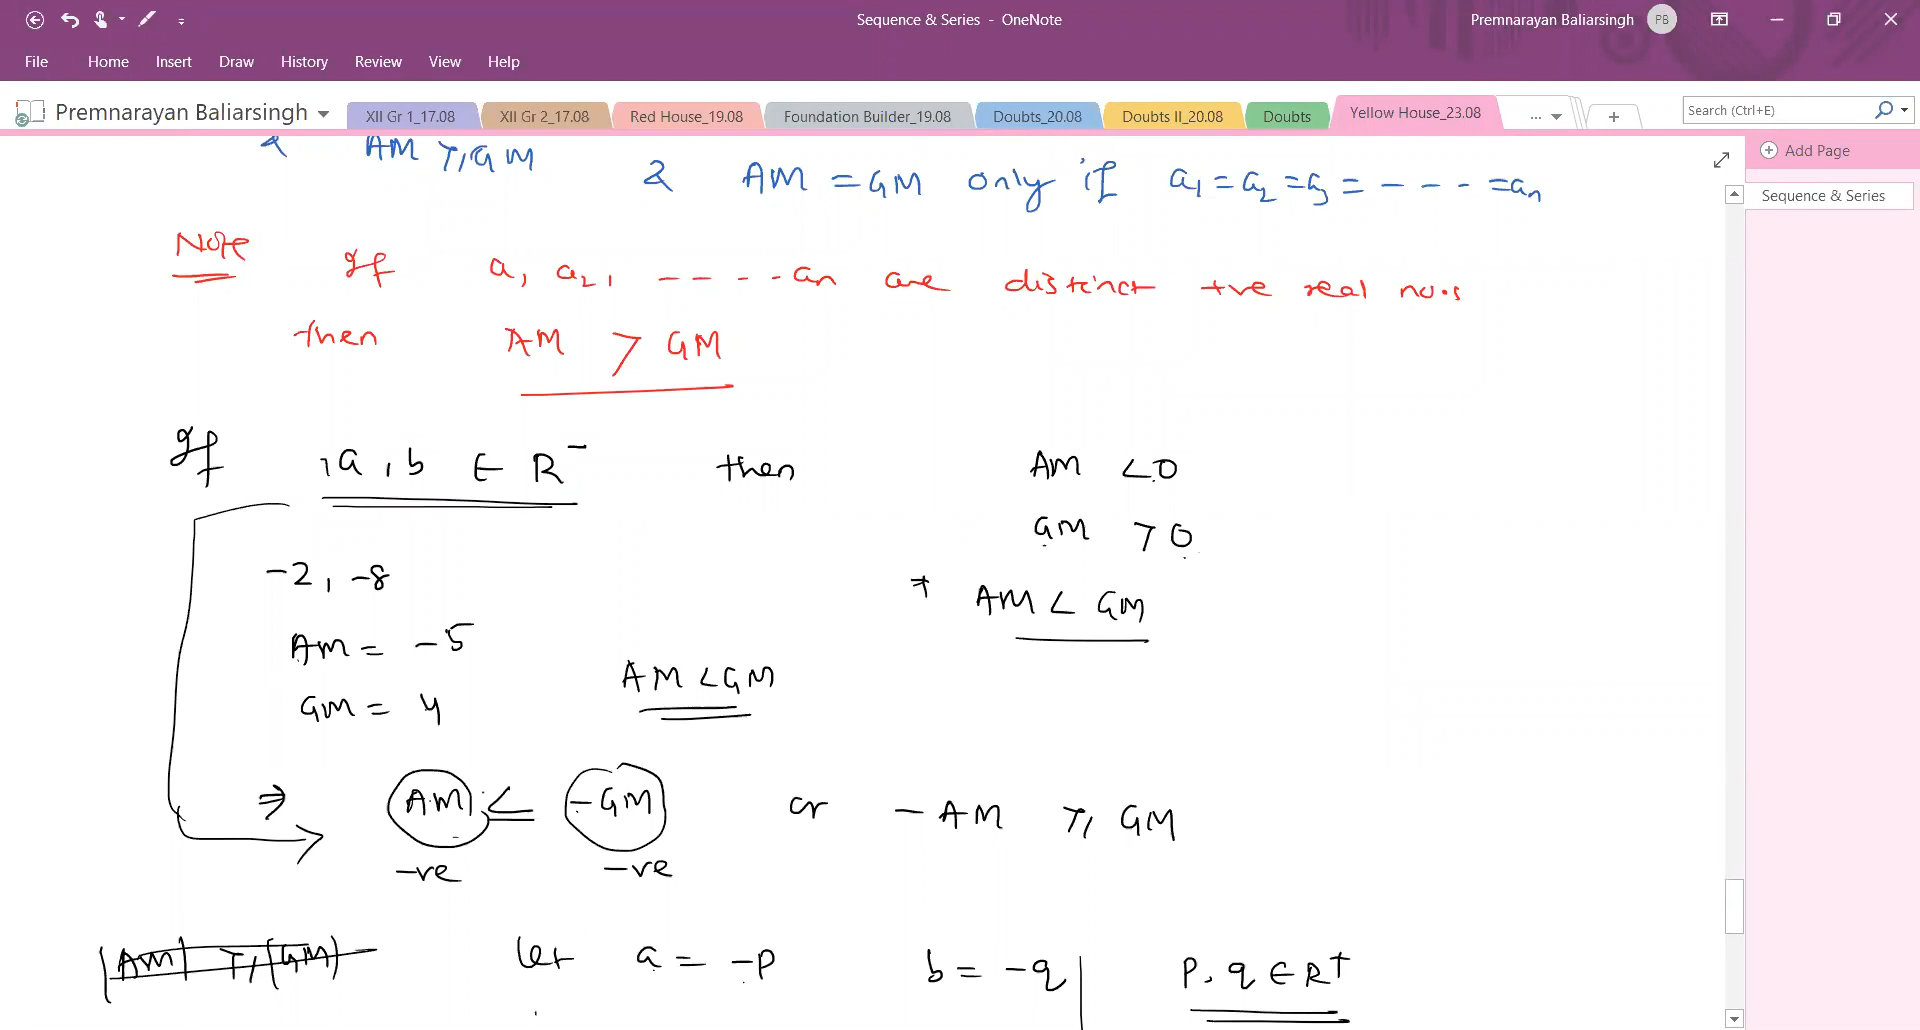 Sequence & Series - OneNote
Premnarayan Baliarsingh PB
File Home Insert Draw History Review View Help
Premnarayan Baliarsingh
XII Gr 1_17.08 XII Gr 2_17.08 Red House_19.08 Foundation Builder_19.08 Doubts_20.08 Doubts II_20.08 Doubts Yellow House_23.08 ... +
Search (Ctrl+E)
Add Page
Sequence & Series
& AM ≥ GM & AM = GM only if a1 = a2 = a3 = - - - - = an
Note If a, a2, - - - - - an are distinct +ve real no.s
then AM > GM
If a, b ∈ R⁻ then AM < 0
GM > 0
-2, -8
AM < GM
AM = -5
AM < GM
GM = 4
⇒ AM ≤ -GM or - AM ≥ GM
-ve -ve
|AM| ≥ |GM| let a = -p b = -q p, q ∈ R+